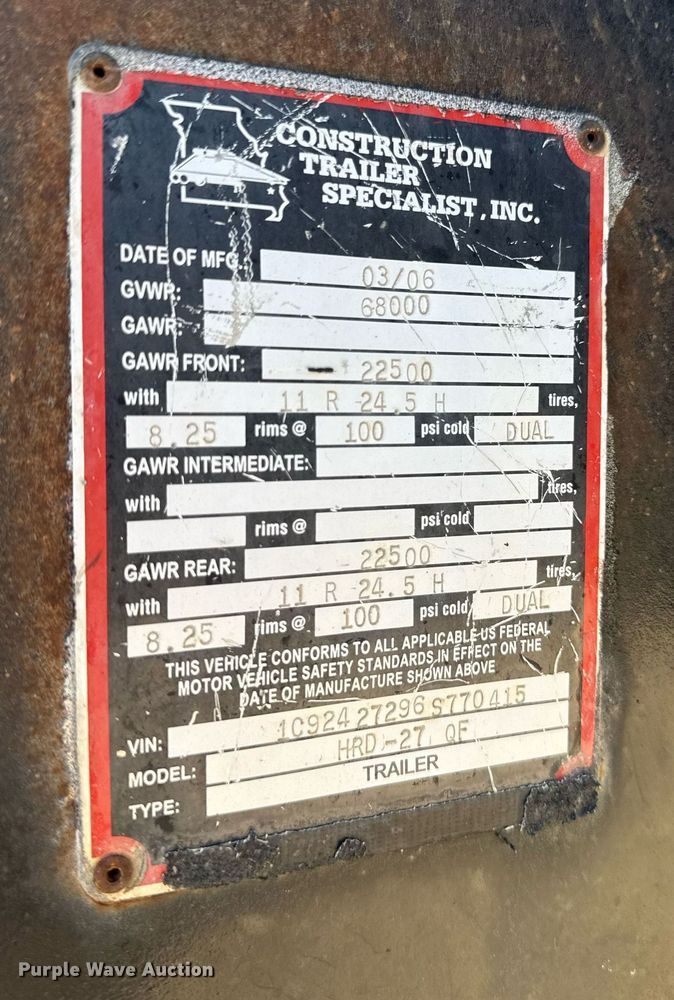 CONSTRUCTION
TRAILER
SPECIALIST, INC.
DATE OF MFG. 03/06
GVWR: 68000
GAWR:
GAWR FRONT: 22500
with 11 R -24.5 H tires,
8.25 rims @ 100 psi cold DUAL
GAWR INTERMEDIATE:
with tires,
rims @ psi cold
GAWR REAR: 22500
with 11 R -24.5 H tires,
8.25 rims @ 100 psi cold DUAL
THIS VEHICLE CONFORMS TO ALL APPLICABLE US FEDERAL
MOTOR VEHICLE SAFETY STANDARDS IN EFFECT ON THE
DATE OF MANUFACTURE SHOWN ABOVE
VIN: 1C92427296S770415
MODEL: HRD-27 QF
TYPE: TRAILER
Purple Wave Auction